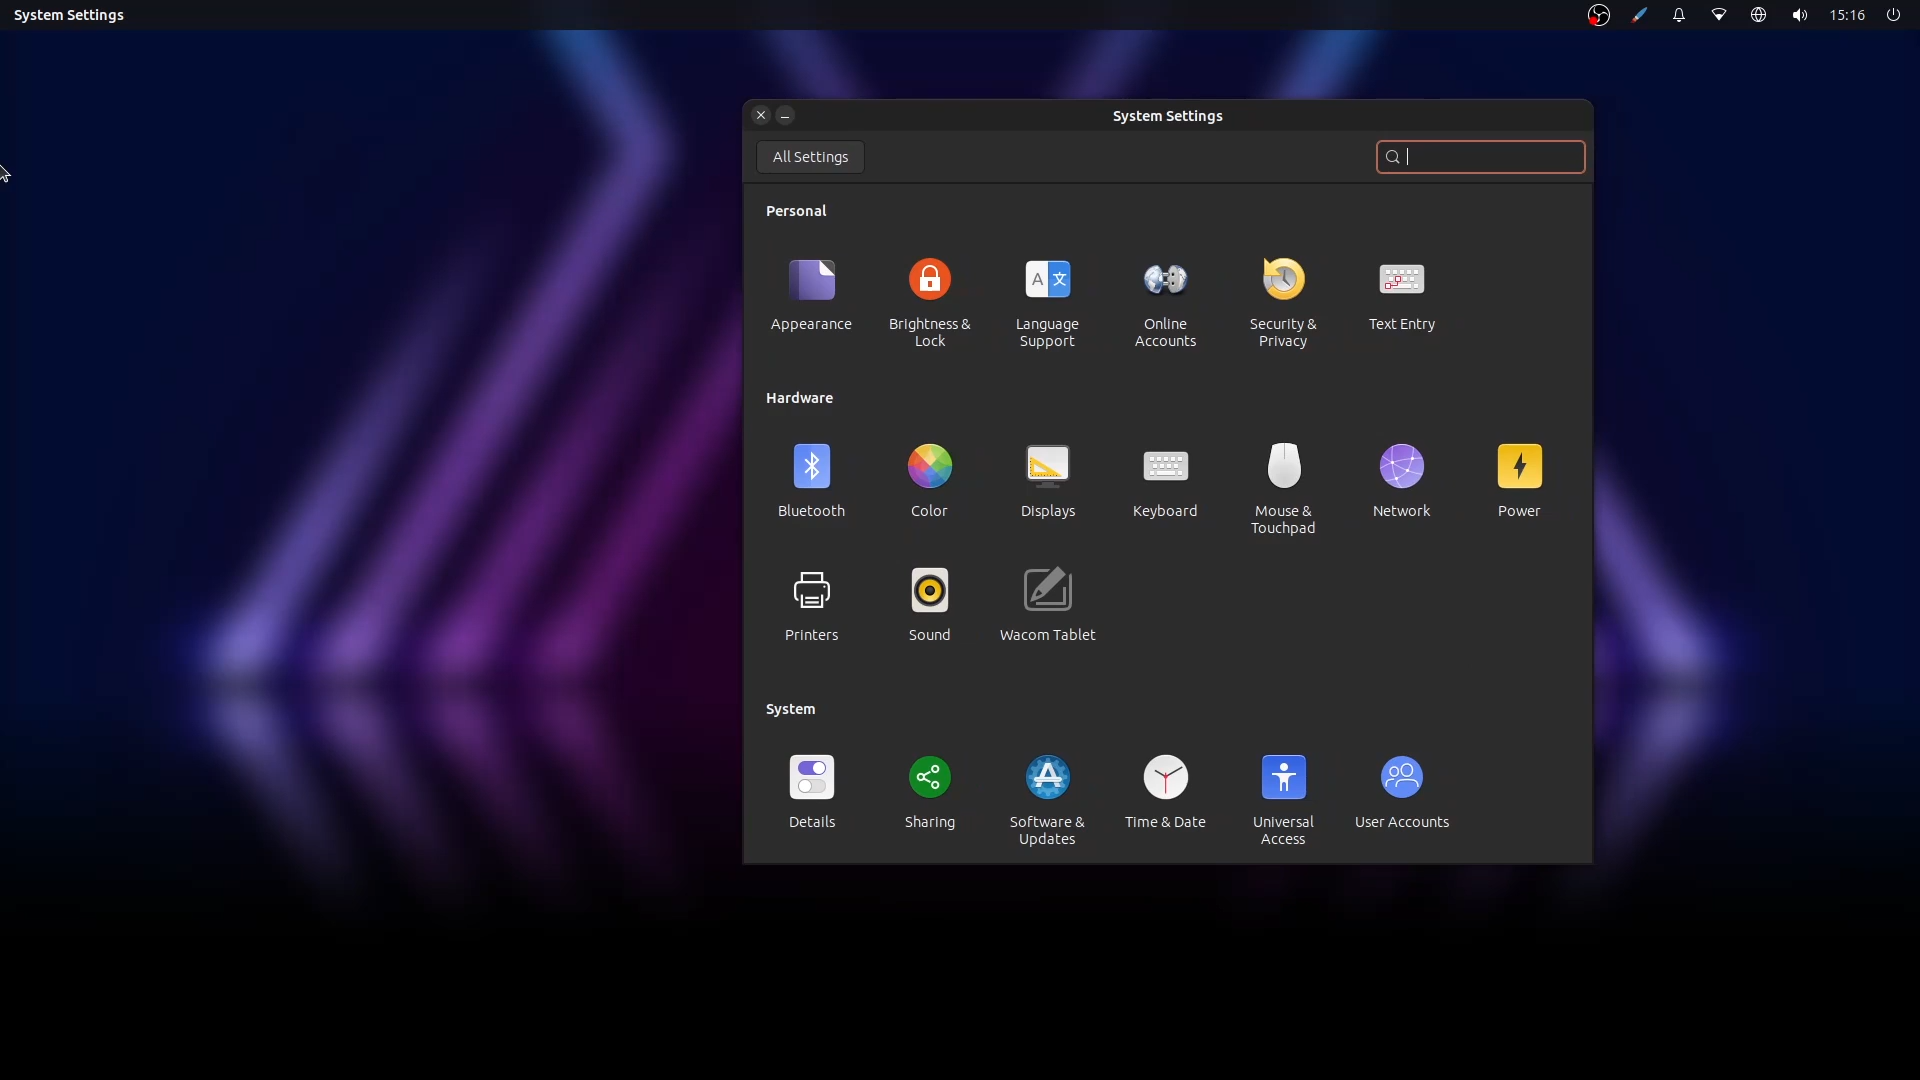 System Settings
15:16
System Settings
All Settings
Personal
Appearance
Brightness &
Lock
Language
Support
Online
Accounts
Security &
Privacy
Text Entry
Hardware
Bluetooth
Color
Displays
Keyboard
Mouse &
Touchpad
Network
Power
Printers
Sound
Wacom Tablet
System
Details
Sharing
Software &
Updates
Time & Date
Universal
Access
User Accounts